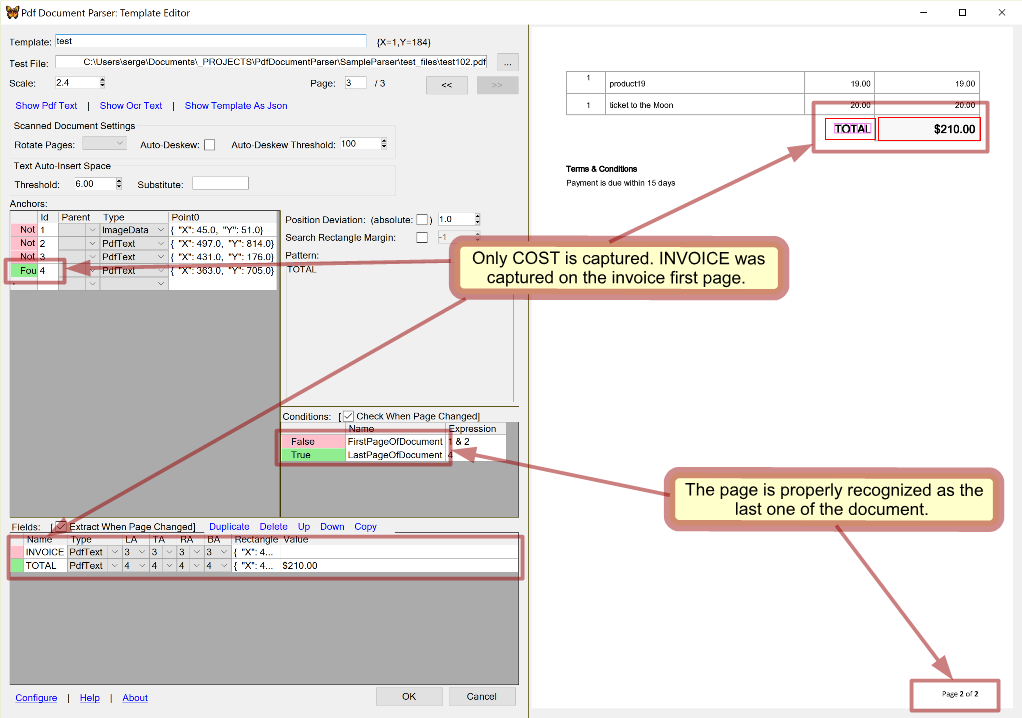 Pdf Document Parser: Template Editor
Template: test {X=1,Y=184}
Test File: C:\Users\serge\Documents\_PROJECTS\PdfDocumentParser\SampleParser\test_files\test102.pdf ...
Scale: 2.4 Page: 3 / 3 << >>
Show Pdf Text | Show Ocr Text | Show Template As Json
Scanned Document Settings
Rotate Pages: Auto-Deskew: Auto-Deskew Threshold: 100
Text Auto-Insert Space
Threshold: 6.00 Substitute:
Anchors:
Id Parent Type Point0
Not 1 ImageData { "X": 45.0, "Y": 51.0}
Not 2 PdfText { "X": 497.0, "Y": 814.0}
Not 3 PdfText { "X": 431.0, "Y": 176.0}
Fou 4 PdfText { "X": 363.0, "Y": 705.0}
Position Deviation: (absolute: ) 1.0
Search Rectangle Margin: -1
Pattern:
TOTAL
Conditions: [ Check When Page Changed]
Name Expression
False FirstPageOfDocument 1 & 2
True LastPageOfDocument 4
Fields: [ Extract When Page Changed] Duplicate Delete Up Down Copy
Name Type LA TA RA BA Rectangle Value
INVOICE PdfText 3 3 3 3 { "X": 4...
TOTAL PdfText 4 4 4 4 { "X": 4... $210.00
Configure | Help | About OK Cancel
1 product19 19.00 19.00
1 ticket to the Moon 20.00 20.00
TOTAL $210.00
Terms & Conditions
Payment is due within 15 days
Only COST is captured. INVOICE was
captured on the invoice first page.
The page is properly recognized as the
last one of the document.
Page 2 of 2